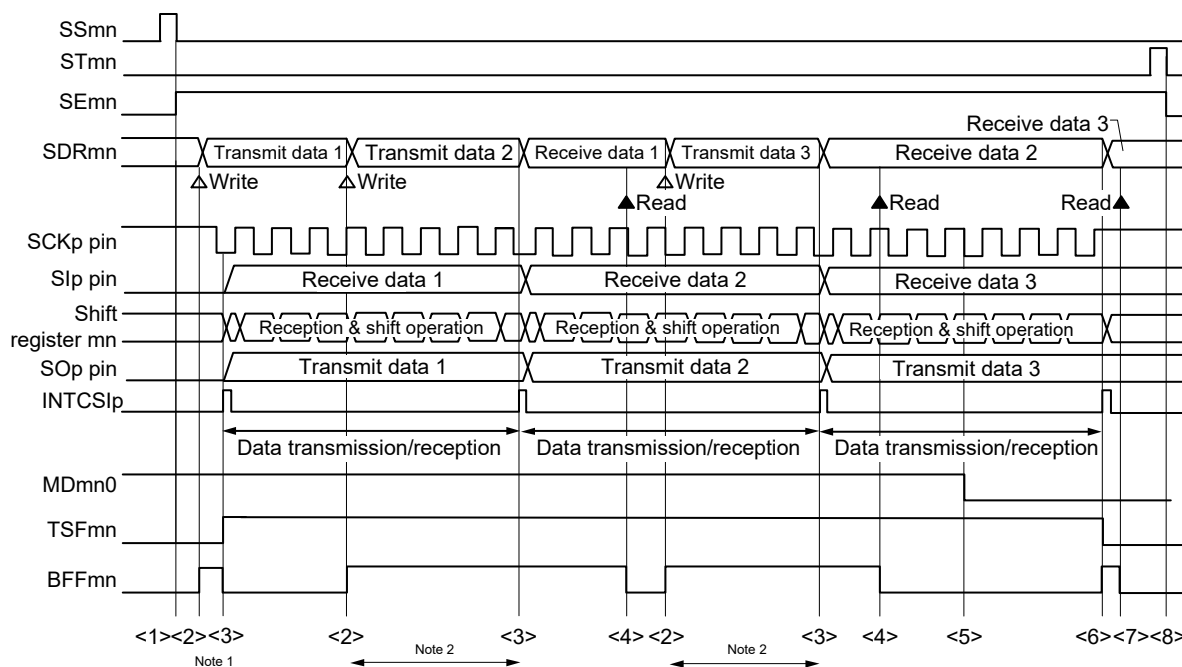 SSmn
STmn
SEmn
Receive data 3
SDRmn Transmit data 1 Transmit data 2 Receive data 1 Transmit data 3 Receive data 2
Write Write Write
Read Read Read
SCKp pin
SIp pin Receive data 1 Receive data 2 Receive data 3
Shift
register mn Reception & shift operation Reception & shift operation Reception & shift operation
SOp pin Transmit data 1 Transmit data 2 Transmit data 3
INTCSIp
Data transmission/reception Data transmission/reception Data transmission/reception
MDmn0
TSFmn
BFFmn
<1> <2> <3> <2> <3> <4> <2> <3> <4> <5> <6> <7> <8>
Note 1 Note 2 Note 2